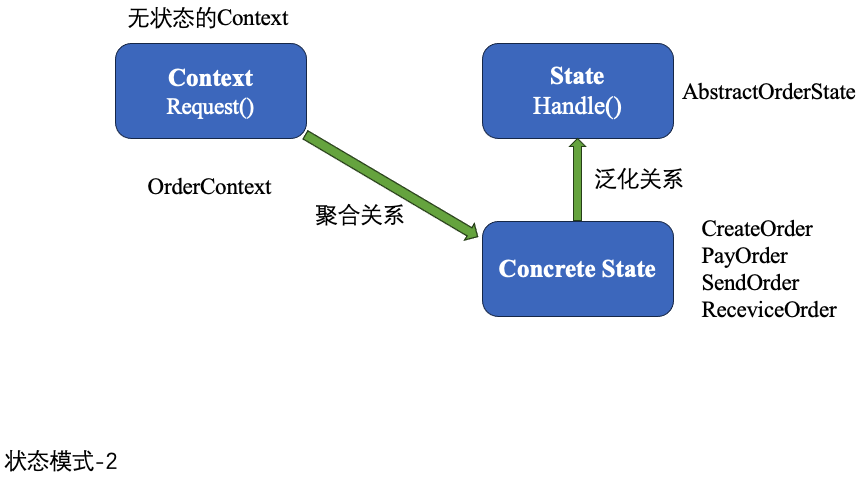 无状态的Context
Context
Request()
State
Handle()
AbstractOrderState
OrderContext
聚合关系
泛化关系
Concrete State
CreateOrder
PayOrder
SendOrder
ReceviceOrder
状态模式-2